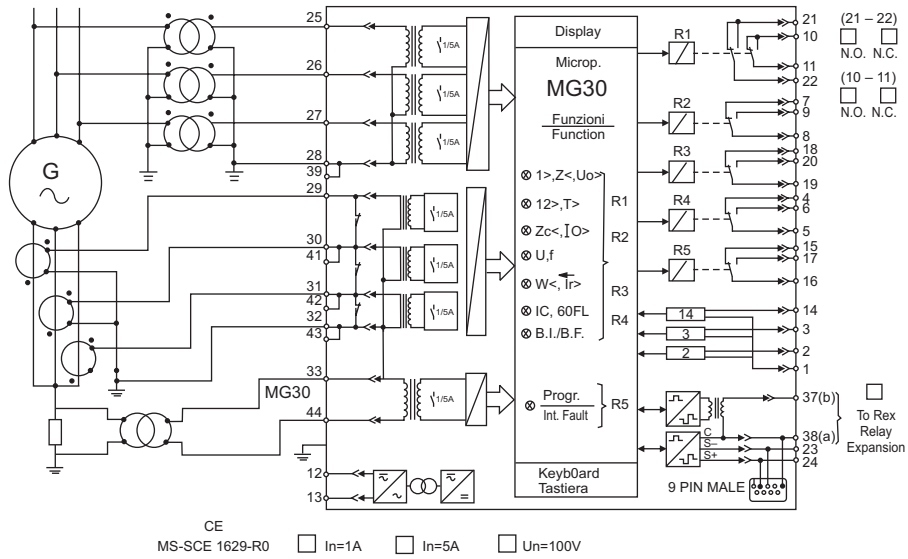 25
26
27
28
39
29
30
41
31
42
32
43
33
44
12
13
G
MG30
1/5A
1/5A
1/5A
1/5A
1/5A
1/5A
1/5A
Display
Microp.
MG30
Funzioni
Function
1>,Z<,Uo>
12>,T>
Zc<,IO>
U,f
W<, Ir>
IC, 60FL
B.I./B.F.
R1
R2
R3
R4
Progr.
Int. Fault
R5
Keyb0ard
Tastiera
R1
R2
R3
R4
R5
14
3
2
C
S–
S+
9 PIN MALE
21
10
11
22
7
9
8
18
20
19
4
6
5
15
17
16
14
3
2
1
37(b)
38(a)
23
24
(21 – 22)
N.O. N.C.
(10 – 11)
N.O. N.C.
To Rex
Relay
Expansion
CE
MS-SCE 1629-R0 In=1A In=5A Un=100V